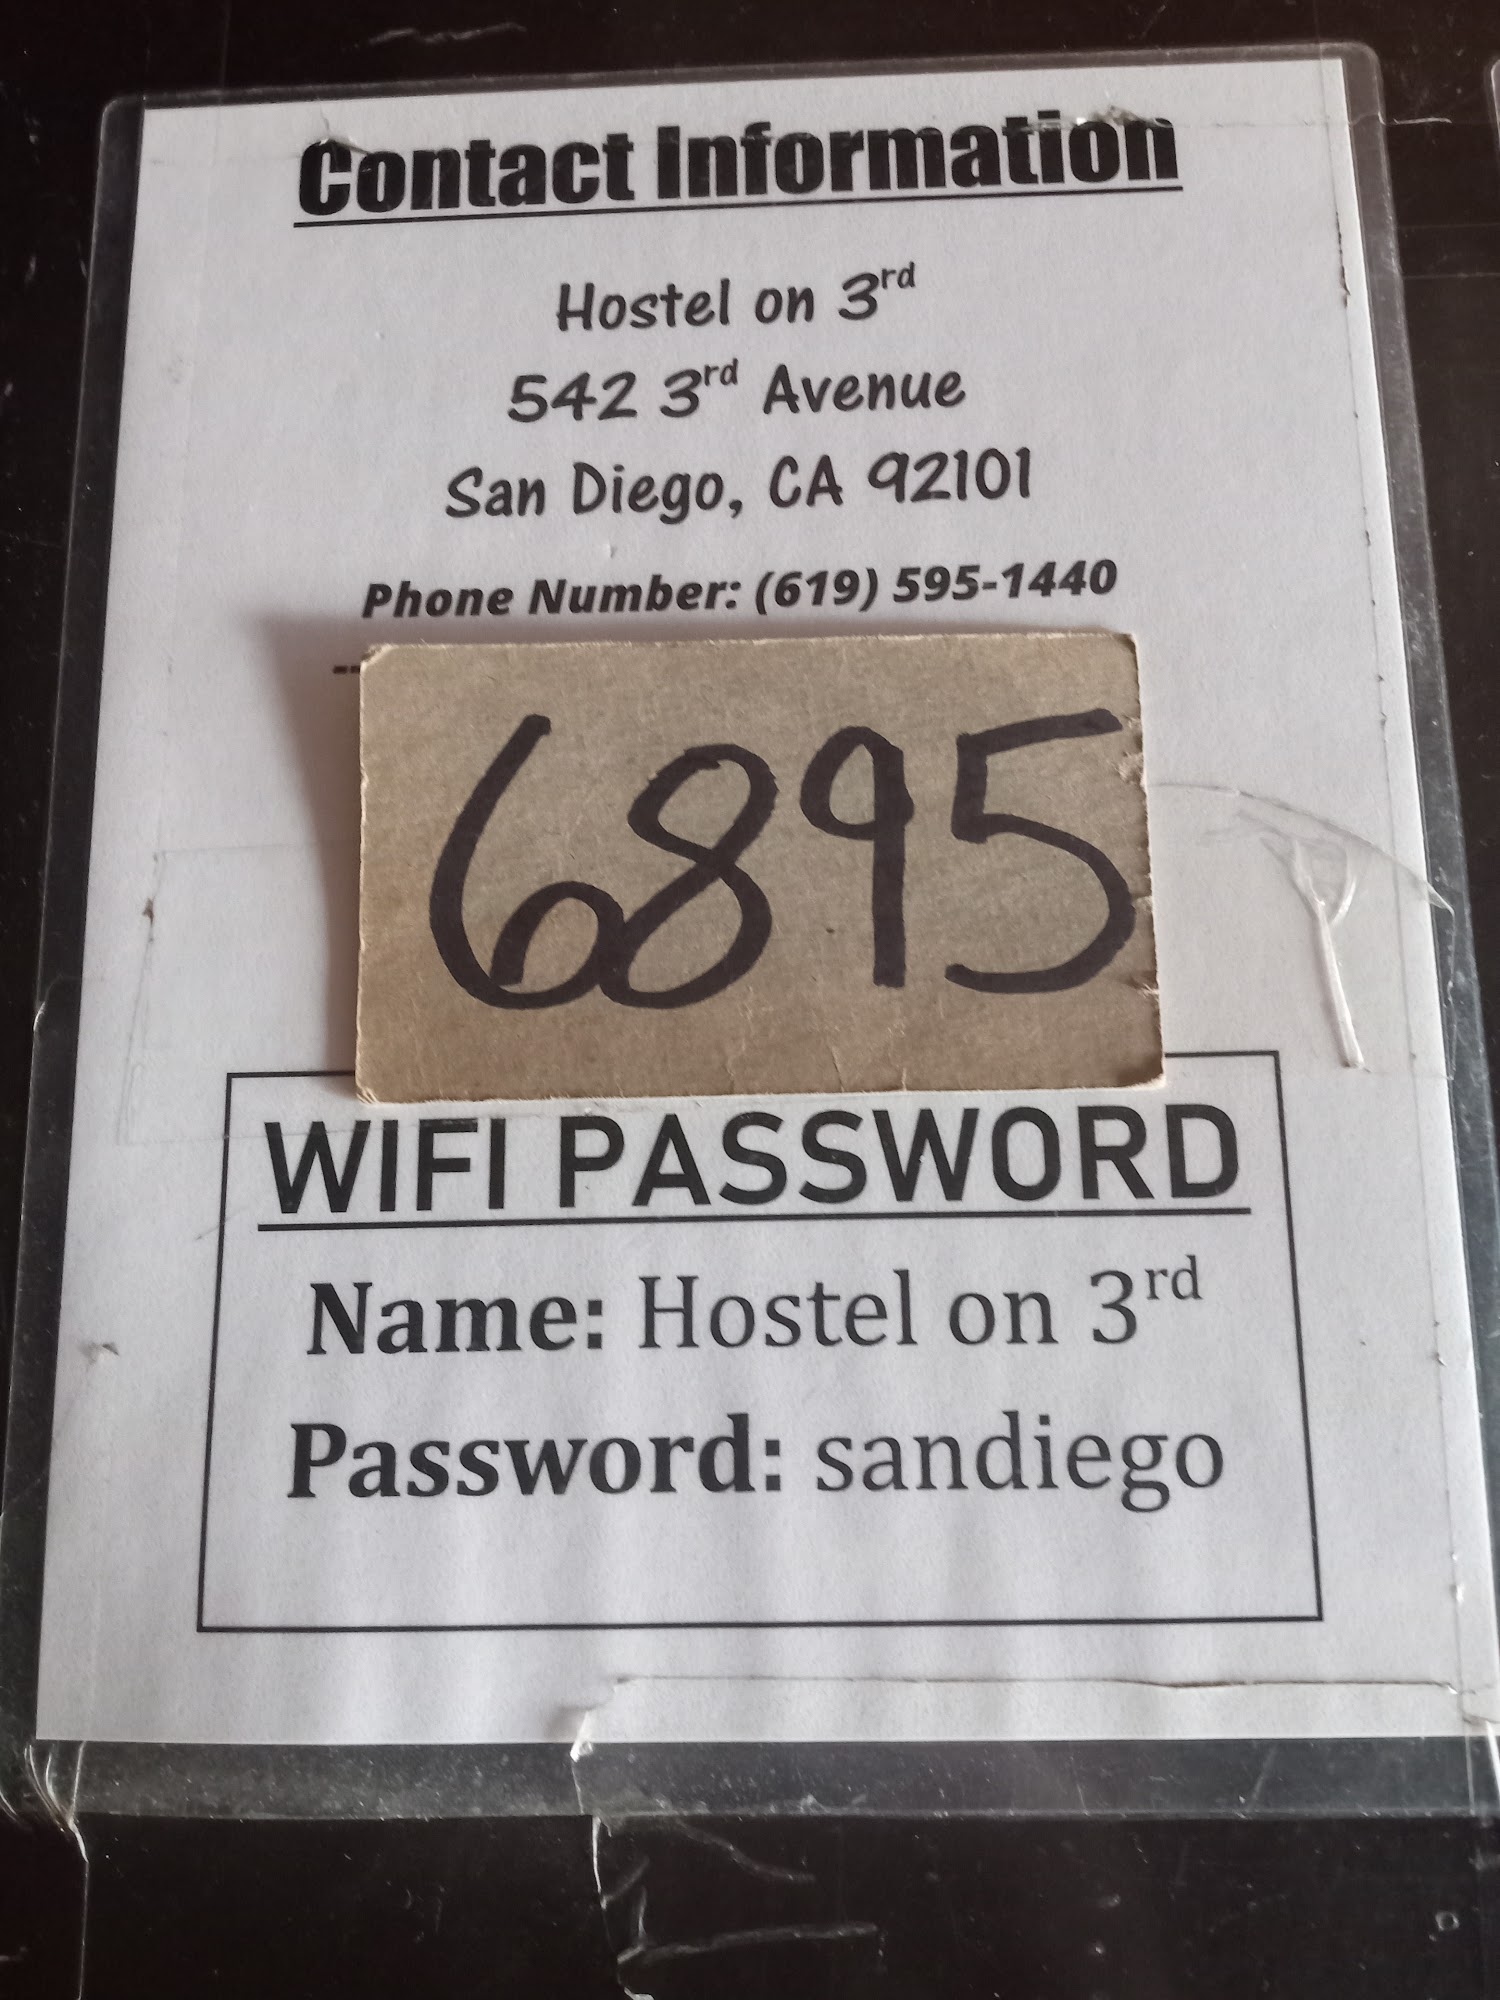 Contact Information
Hostel on 3rd
542 3rd Avenue
San Diego, CA 92101
Phone Number: (619) 595-1440
6895
WIFI PASSWORD
Name: Hostel on 3rd
Password: sandiego